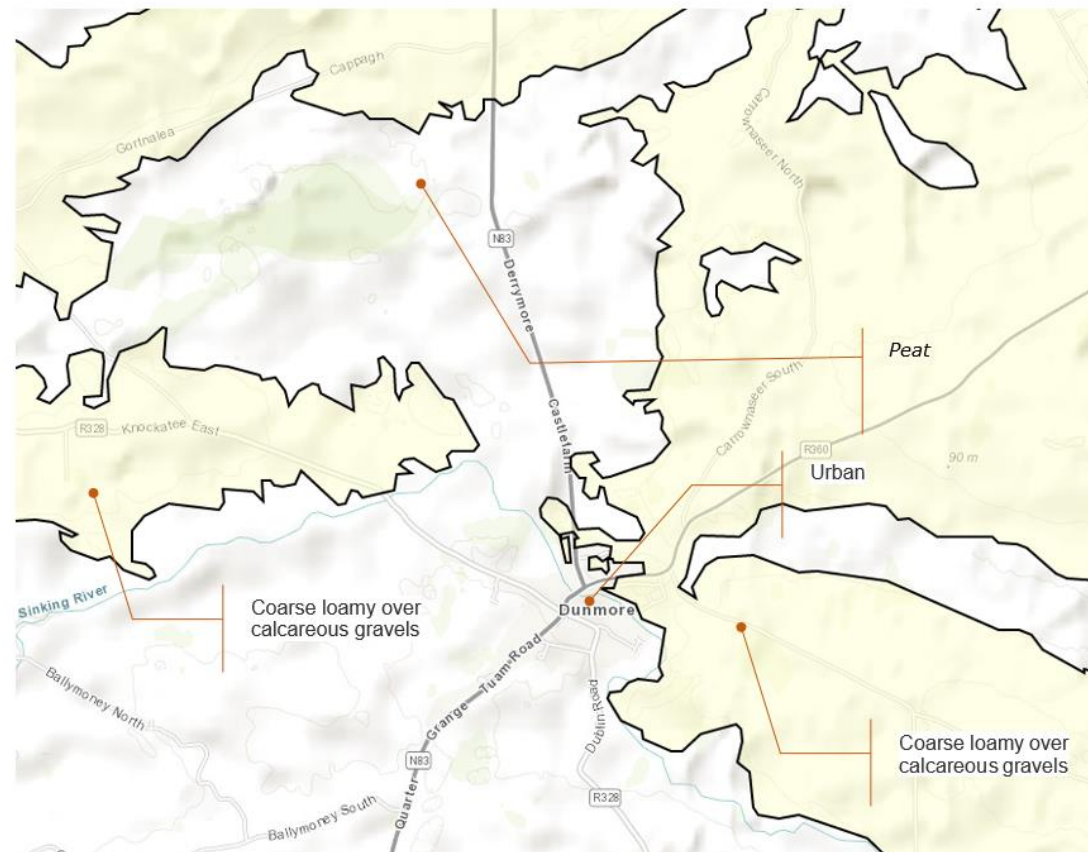 Cappagh
Gortnalea
Carrownaseer North
N83
Derrymore
Peat
Castlefarm
Carrownaseer South
R328
Knockatee East
R360
90 m
Urban
Sinking River
Coarse loamy over
calcareous gravels
Dunmore
Tuam-Road
Grange
Dublin Road
Ballymoney North
Coarse loamy over
calcareous gravels
N83
Quarter
R328
Ballymoney South